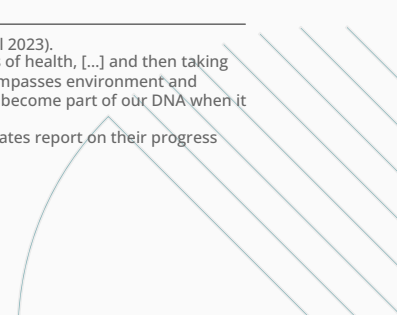 l 2023).
s of health, [...] and then taking
mpasses environment and
become part of our DNA when it
ates report on their progress